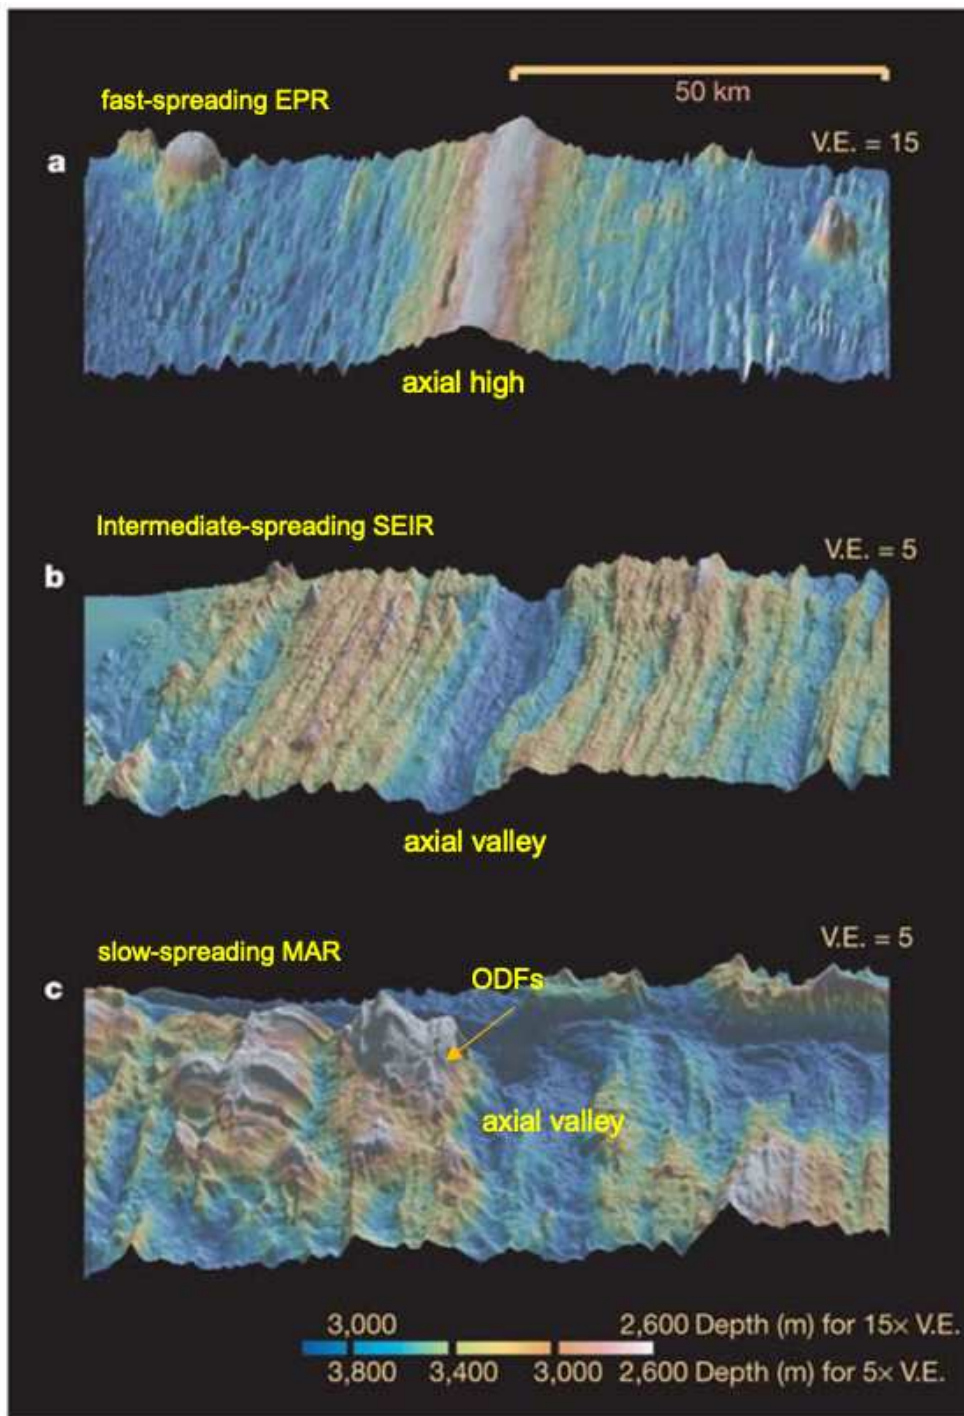 50 km
fast-spreading EPR
V.E. = 15
a
axial high
Intermediate-spreading SEIR
V.E. = 5
b
axial valley
slow-spreading MAR
V.E. = 5
c
ODFs
axial valley
3,000 2,600 Depth (m) for 15× V.E.
3,800 3,400 3,000 2,600 Depth (m) for 5× V.E.